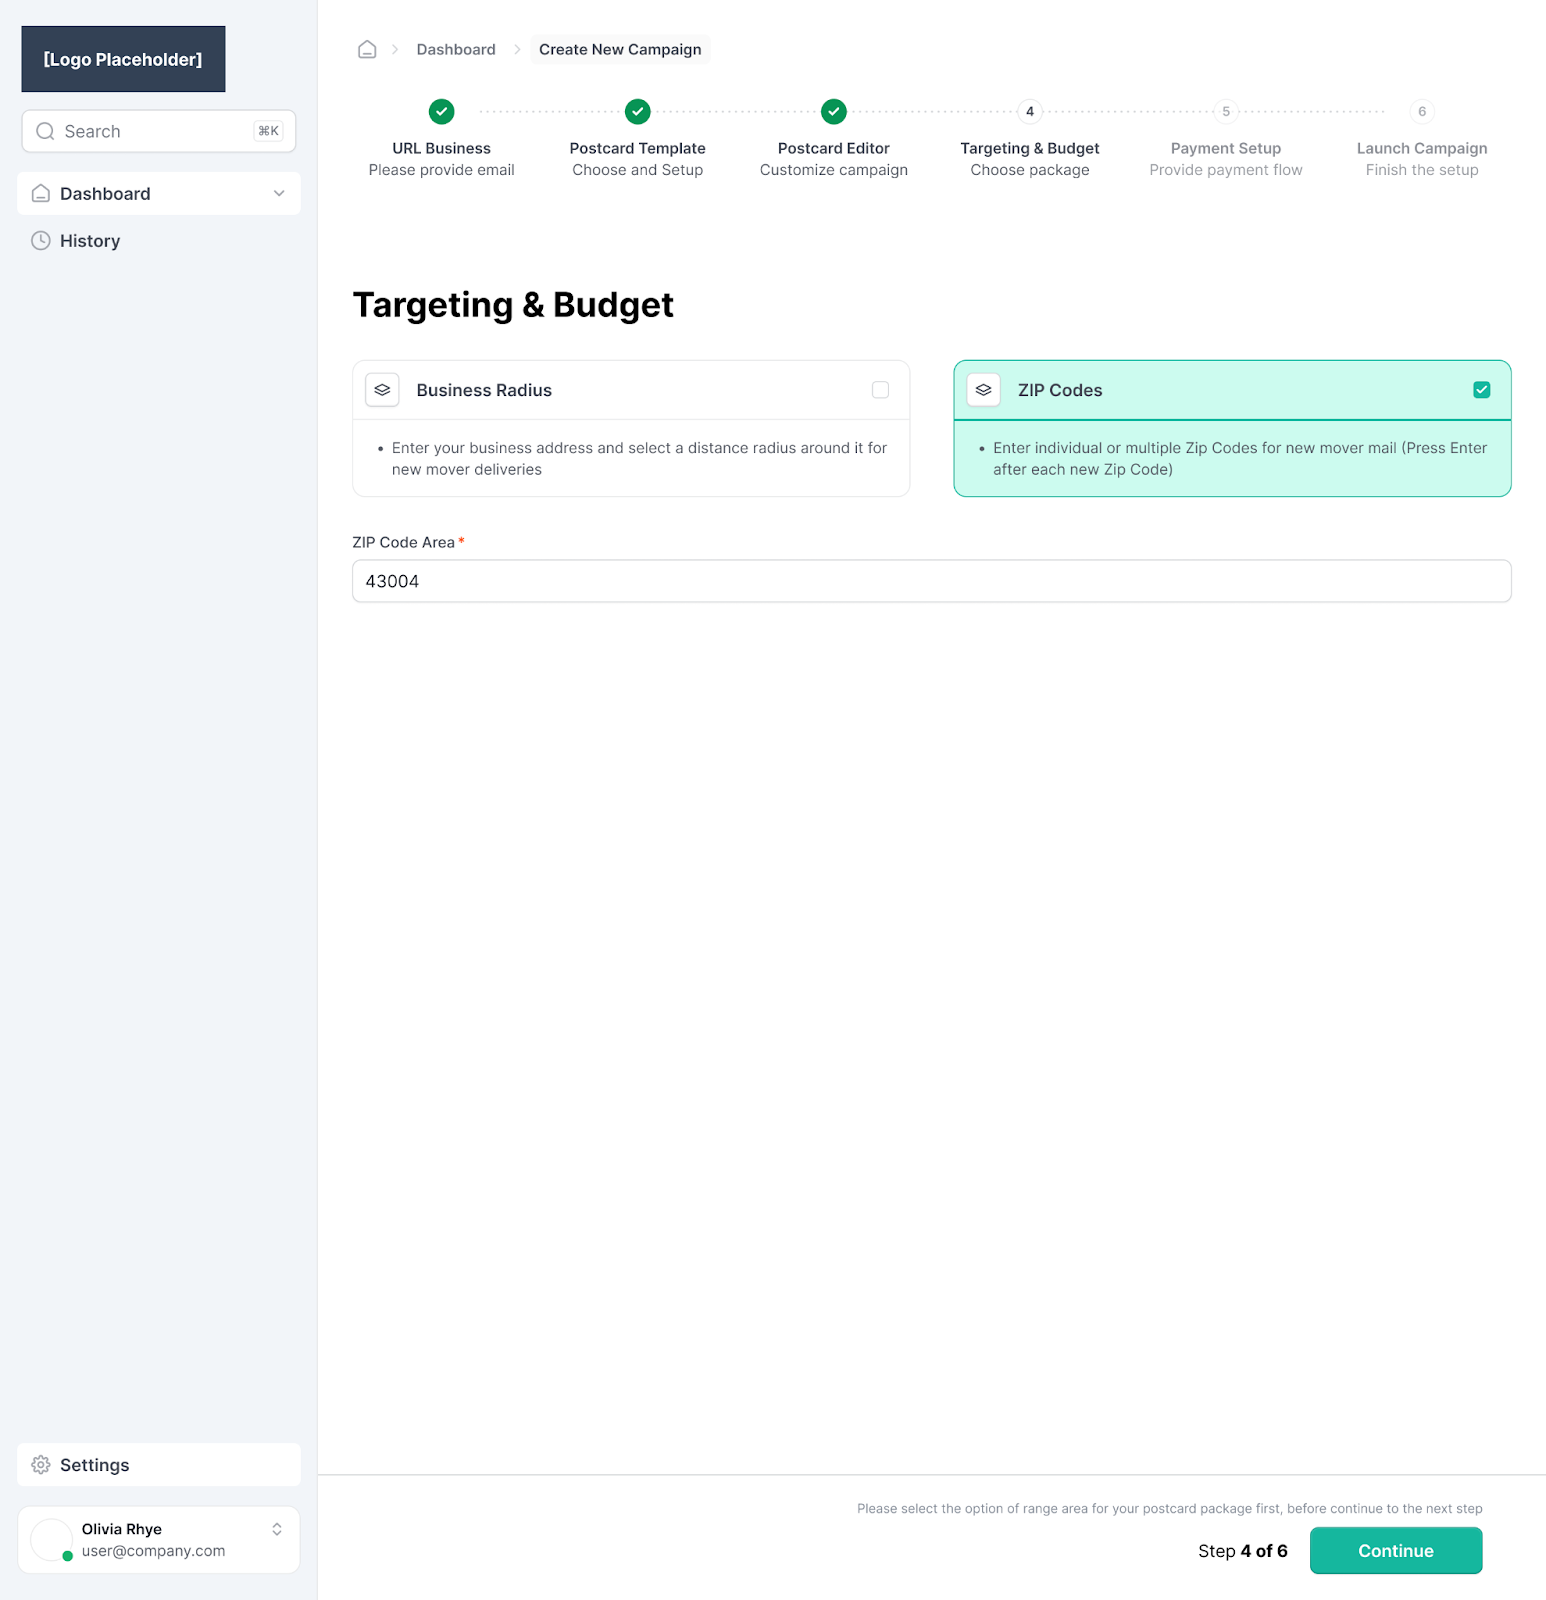 [Logo Placeholder]
Search
⌘K
Dashboard
History
Settings
Olivia Rhye
user@company.com
Dashboard
Create New Campaign
URL Business
Please provide email
Postcard Template
Choose and Setup
Postcard Editor
Customize campaign
4
Targeting & Budget
Choose package
5
Payment Setup
Provide payment flow
6
Launch Campaign
Finish the setup
Targeting & Budget
Business Radius
• Enter your business address and select a distance radius around it for
new mover deliveries
ZIP Codes
• Enter individual or multiple Zip Codes for new mover mail (Press Enter
after each new Zip Code)
ZIP Code Area*
43004
Please select the option of range area for your postcard package first, before continue to the next step
Step 4 of 6
Continue